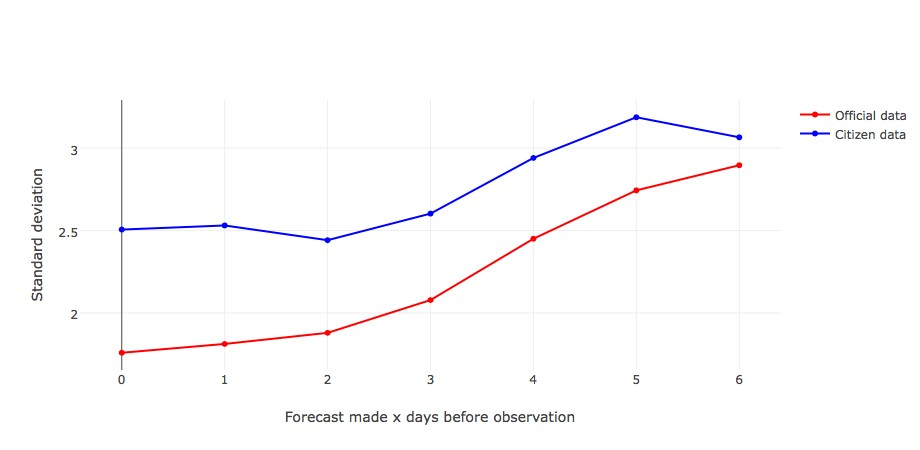 Official data
Citizen data
3
2.5
2
Standard deviation
0 1 2 3 4 5 6
Forecast made x days before observation